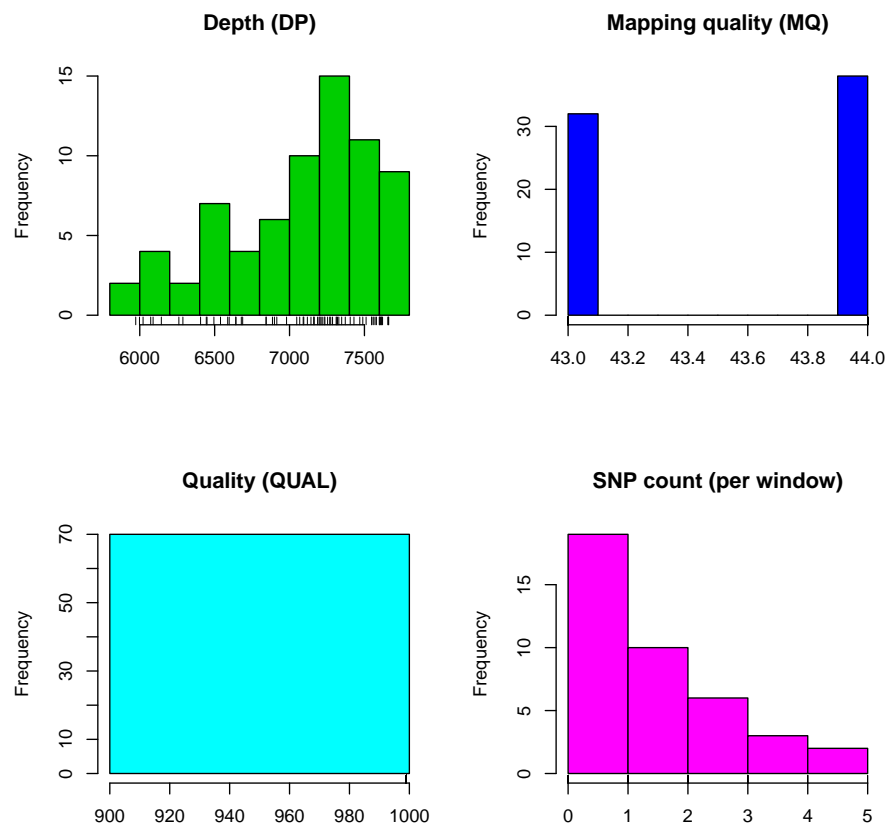 Depth (DP)
Frequency
0 5 10 15
6000 6500 7000 7500
Mapping quality (MQ)
Frequency
0 10 20 30
43.0 43.2 43.4 43.6 43.8 44.0
Quality (QUAL)
Frequency
0 10 30 50 70
900 920 940 960 980 1000
SNP count (per window)
Frequency
0 5 10 15
0 1 2 3 4 5